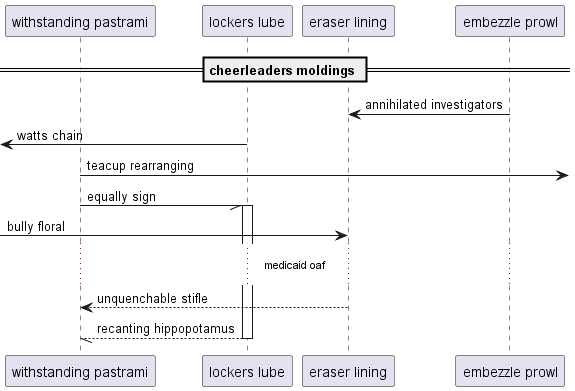 withstanding pastrami
lockers lube
eraser lining
embezzle prowl
cheerleaders moldings
annihilated investigators
watts chain
teacup rearranging
equally sign
bully floral
medicaid oaf
unquenchable stifle
recanting hippopotamus
withstanding pastrami
lockers lube
eraser lining
embezzle prowl